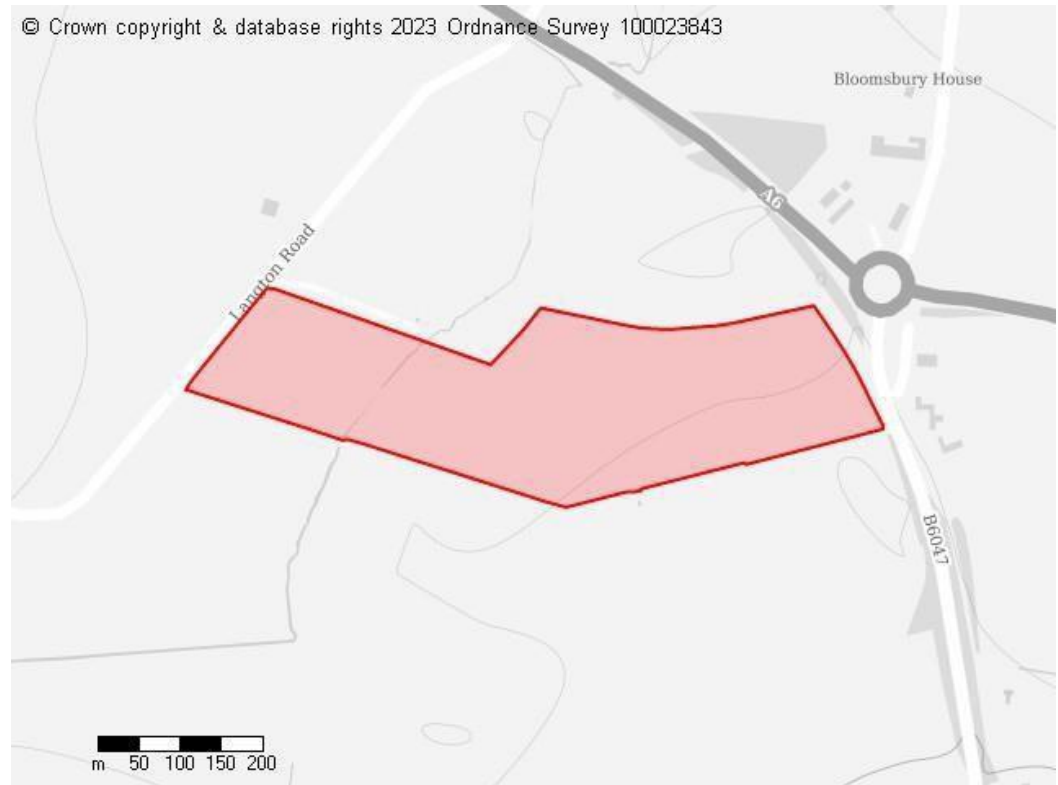 © Crown copyright & database rights 2023 Ordnance Survey 100023843
Bloomsbury House
A6
Langton Road
B6047
m 50 100 150 200